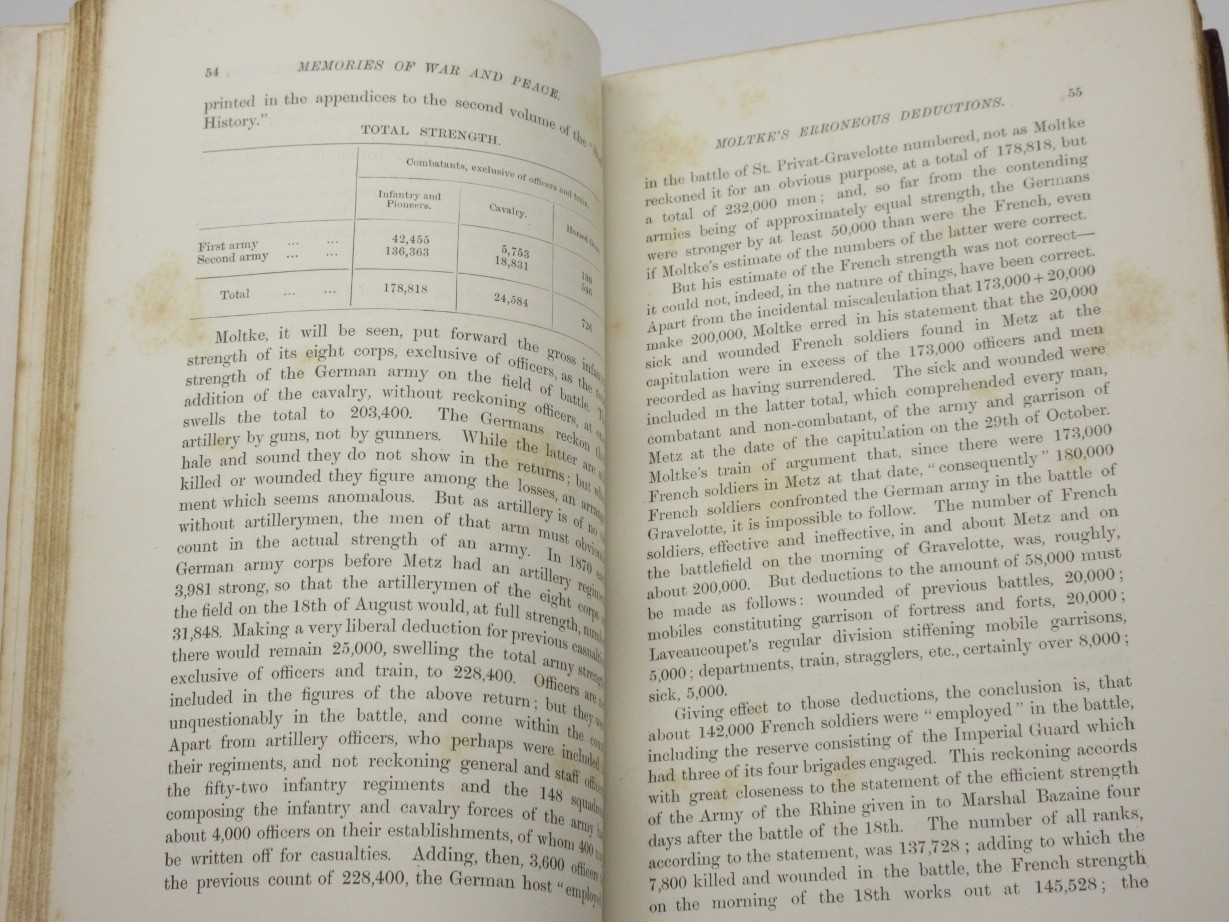 54 MEMORIES OF WAR AND PEACE.
printed in the appendices to the second volume of the
History."
TOTAL STRENGTH.
Combatants, exclusive of officers and train.
Infantry and Pioneers. Cavalry. Horsed
First army ... ... 42,455 5,753 180
Second army ... ... 136,363 18,831 546
Total ... ... 178,818 24,584 726
Moltke, it will be seen, put forward the gross
strength of its eight corps, exclusive of officers, as the
strength of the German army on the field of battle.
addition of the cavalry, without reckoning officers, at
swells the total to 203,400. The Germans reckon
artillery by guns, not by gunners. While the latter are
hale and sound they do not show in the returns; but
killed or wounded they figure among the losses, an
ment which seems anomalous. But as artillery is of no
without artillerymen, the men of that arm must
count in the actual strength of an army. In 1870
German army corps before Metz had an artillery
3,981 strong, so that the artillerymen of the eight corps
the field on the 18th of August would, at full strength,
31,848. Making a very liberal deduction for previous
there would remain 25,000, swelling the total army
exclusive of officers and train, to 228,400. Officers are
included in the figures of the above return; but they
unquestionably in the battle, and come within the
Apart from artillery officers, who perhaps were included
their regiments, and not reckoning general and staff
the fifty-two infantry regiments and the 148
composing the infantry and cavalry forces of the army
about 4,000 officers on their establishments, of whom 400
be written off for casualties. Adding, then, 3,600 officers
the previous count of 228,400, the German host
MOLTKE'S ERRONEOUS DEDUCTIONS. 55
in the battle of St. Privat-Gravelotte numbered, not as Moltke
reckoned it for an obvious purpose, at a total of 178,818, but
a total of 232,000 men; and, so far from the contending
armies being of approximately equal strength, the Germans
were stronger by at least 50,000 than were the French, even
if Moltke's estimate of the numbers of the latter were correct.
But his estimate of the French strength was not correct—
it could not, indeed, in the nature of things, have been correct.
Apart from the incidental miscalculation that 173,000 + 20,000
make 200,000, Moltke erred in his statement that the 20,000
sick and wounded French soldiers found in Metz at the
capitulation were in excess of the 173,000 officers and men
recorded as having surrendered. The sick and wounded were
included in the latter total, which comprehended every man,
combatant and non-combatant, of the army and garrison of
Metz at the date of the capitulation on the 29th of October.
Moltke's train of argument that, since there were 173,000
French soldiers in Metz at that date, "consequently" 180,000
French soldiers confronted the German army in the battle of
Gravelotte, it is impossible to follow. The number of French
soldiers, effective and ineffective, in and about Metz and on
the battlefield on the morning of Gravelotte, was, roughly,
about 200,000. But deductions to the amount of 58,000 must
be made as follows: wounded of previous battles, 20,000;
mobiles constituting garrison of fortress and forts, 20,000;
Laveaucoupet's regular division stiffening mobile garrisons,
5,000; departments, train, stragglers, etc., certainly over 8,000;
sick, 5,000.
Giving effect to those deductions, the conclusion is, that
about 142,000 French soldiers were "employed" in the battle,
including the reserve consisting of the Imperial Guard which
had three of its four brigades engaged. This reckoning accords
with great closeness to the statement of the efficient strength
of the Army of the Rhine given in to Marshal Bazaine four
days after the battle of the 18th. The number of all ranks,
according to the statement, was 137,728; adding to which the
7,800 killed and wounded in the battle, the French strength
on the morning of the 18th works out at 145,528; the